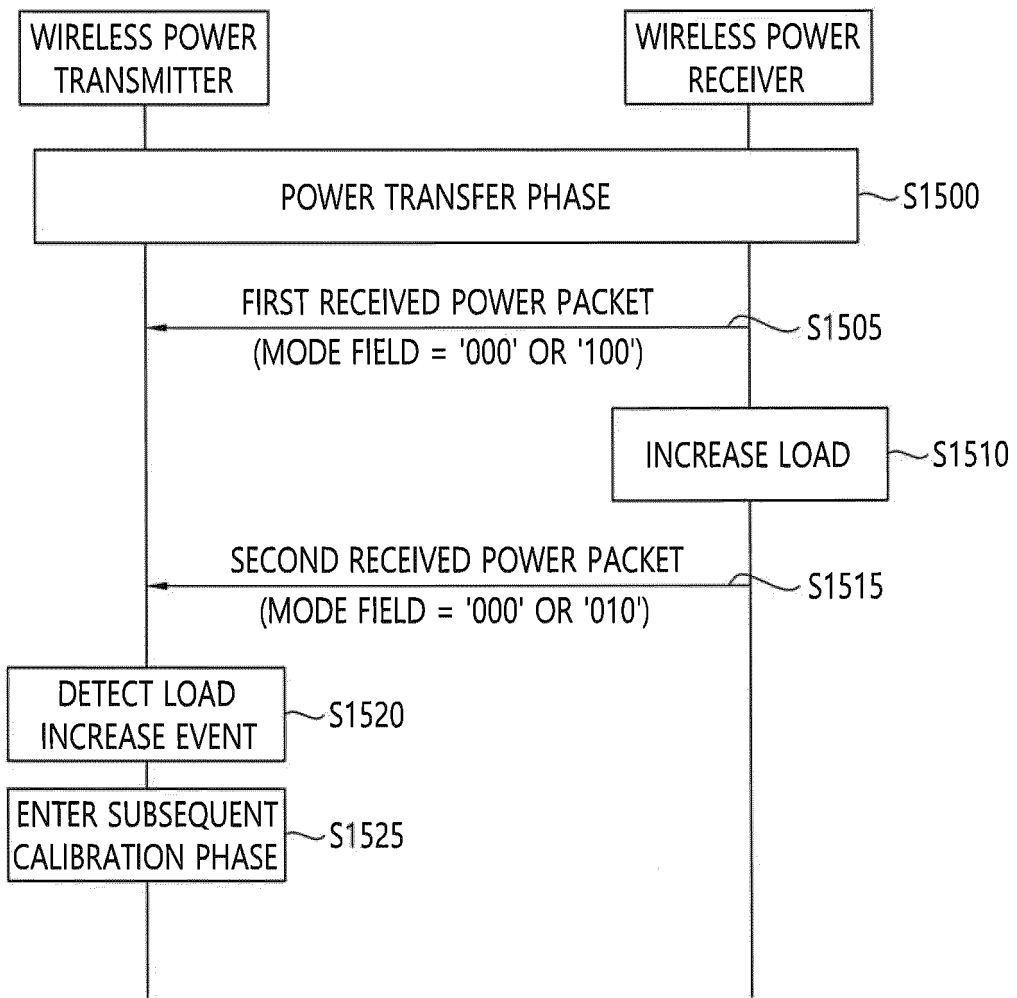 WIRELESS POWER
TRANSMITTER
WIRELESS POWER
RECEIVER
POWER TRANSFER PHASE
S1500
FIRST RECEIVED POWER PACKET
(MODE FIELD = '000' OR '100')
S1505
INCREASE LOAD
S1510
SECOND RECEIVED POWER PACKET
(MODE FIELD = '000' OR '010')
S1515
DETECT LOAD
INCREASE EVENT
S1520
ENTER SUBSEQUENT
CALIBRATION PHASE
S1525